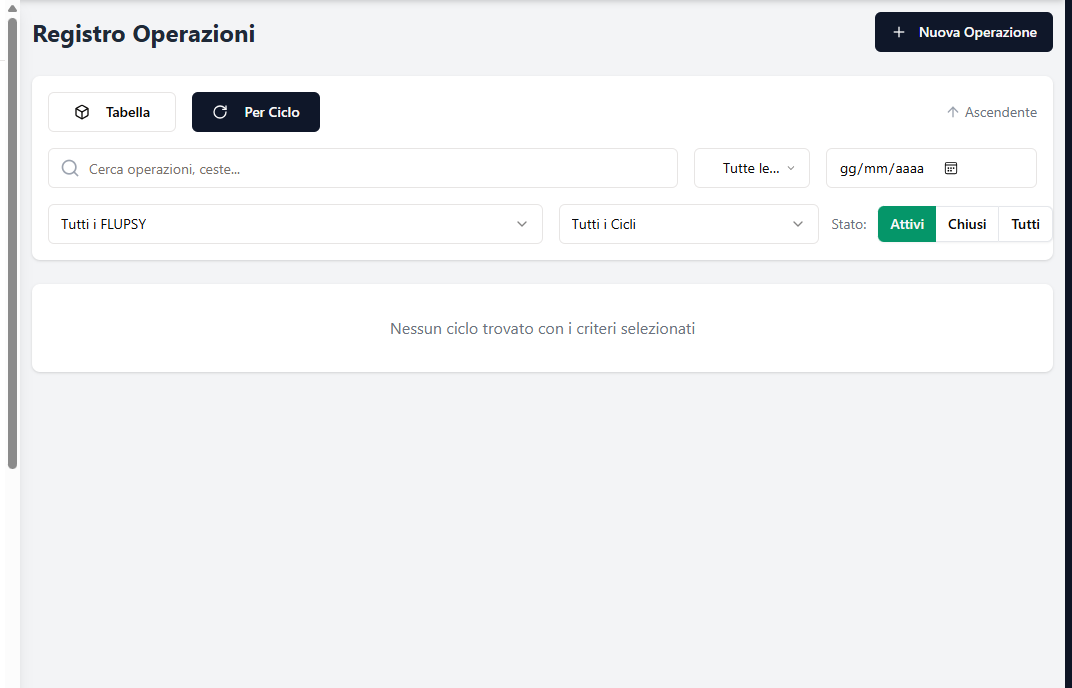 Registro Operazioni
Nuova Operazione
Tabella
Per Ciclo
Ascendente
Cerca operazioni, ceste...
Tutte le...
gg/mm/aaaa
Tutti i FLUPSY
Tutti i Cicli
Stato:
Attivi
Chiusi
Tutti
Nessun ciclo trovato con i criteri selezionati